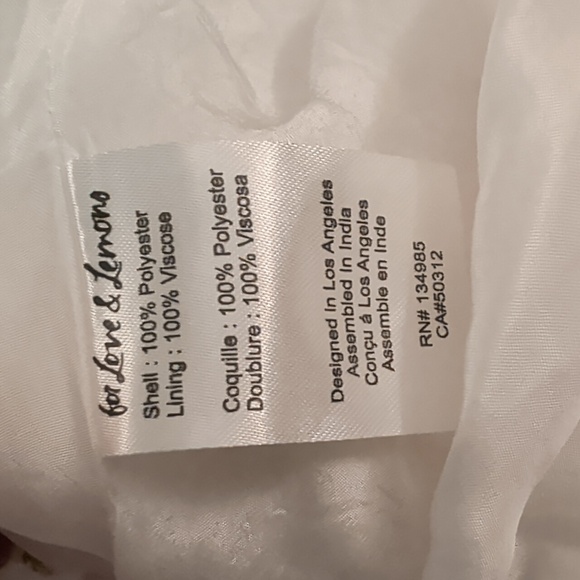 for Love & Lemons
Shell : 100% Polyester
Lining : 100% Viscose
Coquille : 100% Polyester
Doublure : 100% Viscosa
Designed In Los Angeles
Assembled In India
Conçu á Los Angeles
Assemble en Inde
RN# 134985
CA#50312